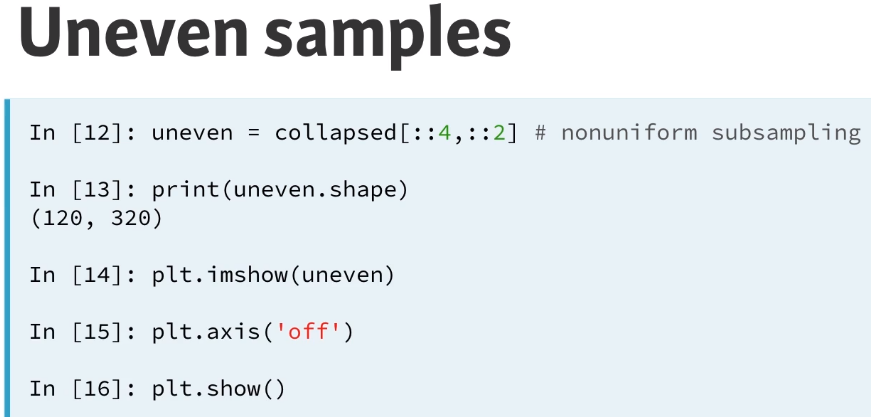 Uneven samples
In [12]: uneven = collapsed[::4,::2] # nonuniform subsampling
In [13]: print(uneven.shape)
(120, 320)
In [14]: plt.imshow(uneven)
In [15]: plt.axis('off')
In [16]: plt.show()